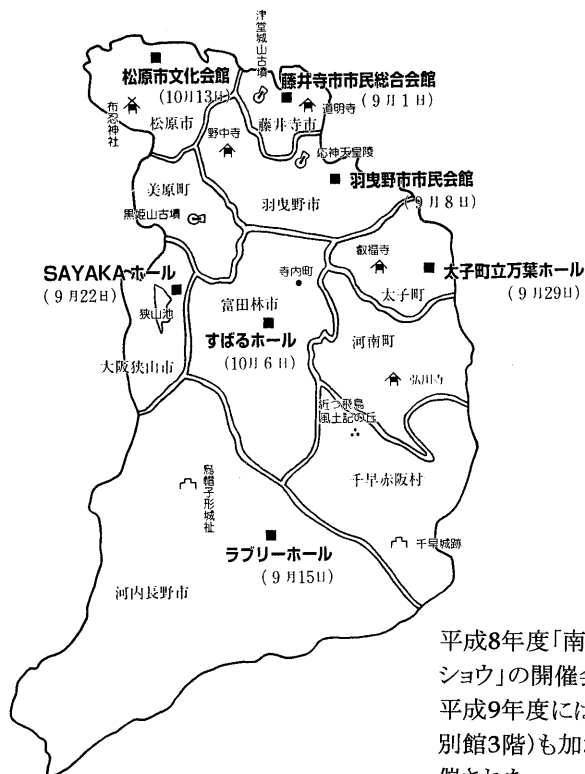 津堂城山古墳
松原市文化会館
(10月13日)
藤井寺市市民総合会館
(9月1日)
布忍神社
松原市
藤井寺市
道明寺
野中寺
応神天皇陵
羽曳野市市民会館
(9月8日)
美原町
羽曳野市
黒姫山古墳
叡福寺
太子町立万葉ホール
(9月29日)
太子町
SAYAKAホール
(9月22日)
寺内町
狭山池
富田林市
すばるホール
(10月6日)
河南町
大阪狭山市
弘川寺
近つ飛鳥
風土記の丘
千早赤阪村
烏帽子形城祉
千早城跡
ラブリーホール
(9月15日)
河内長野市
平成8年度「南
ショウ」の開催会
平成9年度には
別館3階)も加
催された